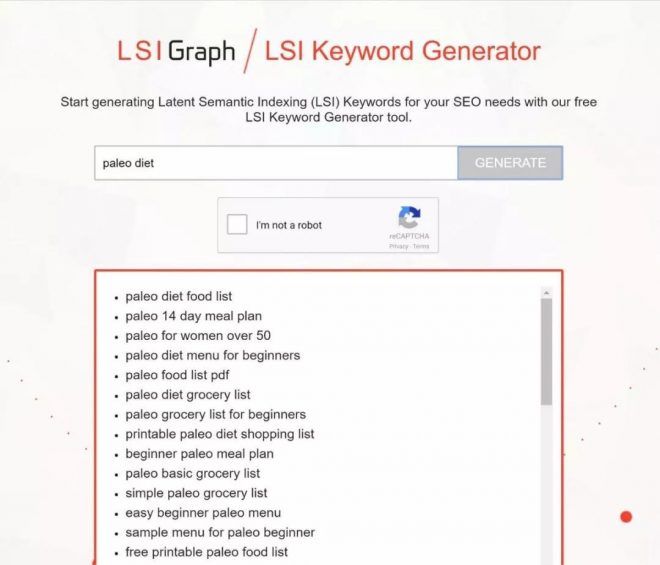 LSIGraph / LSI Keyword Generator
Start generating Latent Semantic Indexing (LSI) Keywords for your SEO needs with our free
LSI Keyword Generator tool.
paleo diet GENERATE
I'm not a robot
reCAPTCHA
Privacy - Terms
• paleo diet food list
• paleo 14 day meal plan
• paleo for women over 50
• paleo diet menu for beginners
• paleo food list pdf
• paleo diet grocery list
• paleo grocery list for beginners
• printable paleo diet shopping list
• beginner paleo meal plan
• paleo basic grocery list
• simple paleo grocery list
• easy beginner paleo menu
• sample menu for paleo beginner
• free printable paleo food list